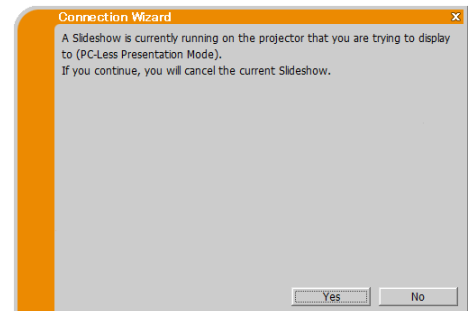 Connection Wizard x
A Slideshow is currently running on the projector that you are trying to display
to (PC-Less Presentation Mode).
If you continue, you will cancel the current Slideshow.
Yes No